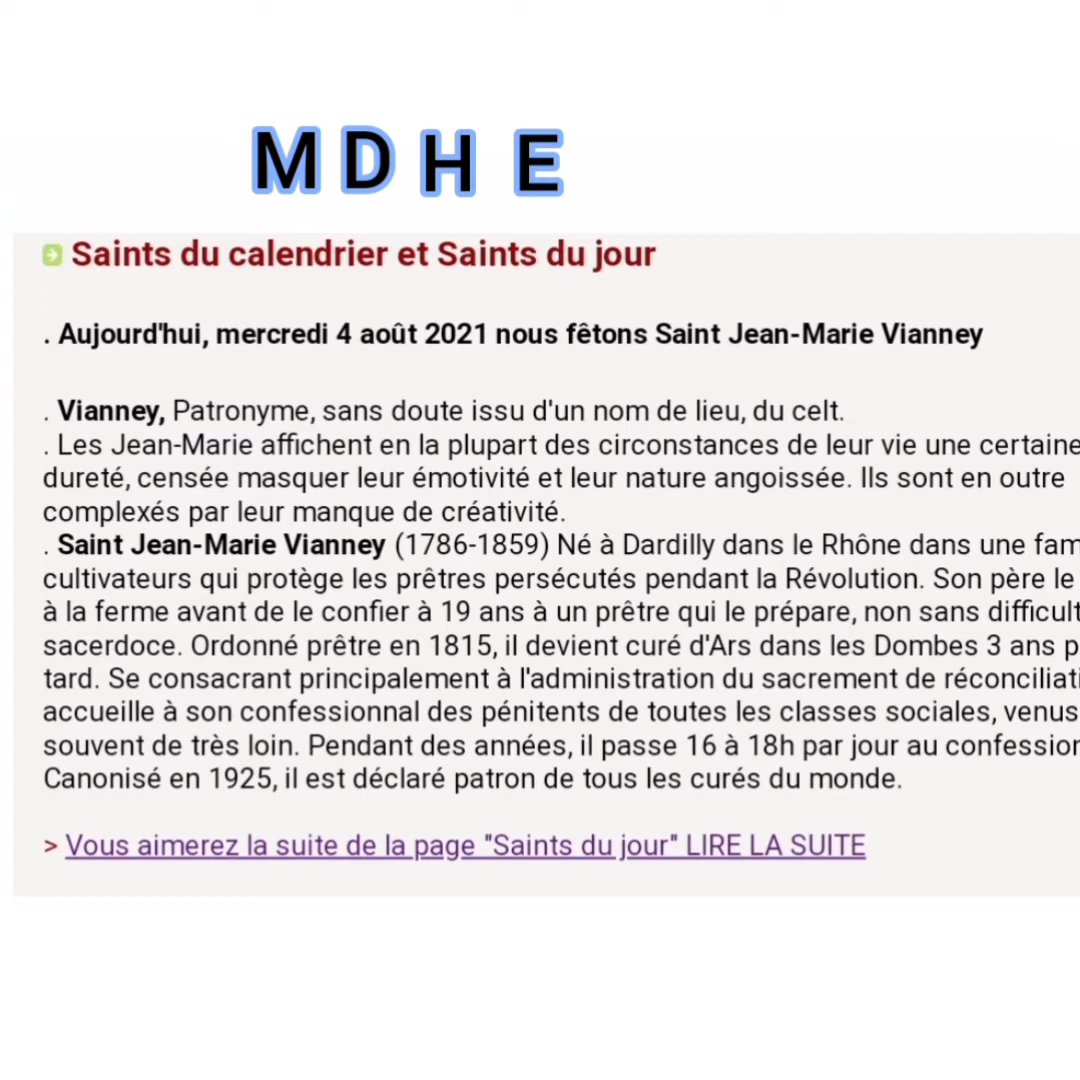 M D H E
Saints du calendrier et Saints du jour
. Aujourd'hui, mercredi 4 août 2021 nous fêtons Saint Jean-Marie Vianney
. Vianney, Patronyme, sans doute issu d'un nom de lieu, du celt.
. Les Jean-Marie affichent en la plupart des circonstances de leur vie une certaine
dureté, censée masquer leur émotivité et leur nature angoissée. Ils sont en outre
complexés par leur manque de créativité.
. Saint Jean-Marie Vianney (1786-1859) Né à Dardilly dans le Rhône dans une fam
cultivateurs qui protège les prêtres persécutés pendant la Révolution. Son père le
à la ferme avant de le confier à 19 ans à un prêtre qui le prépare, non sans difficult
sacerdoce. Ordonné prêtre en 1815, il devient curé d'Ars dans les Dombes 3 ans p
tard. Se consacrant principalement à l'administration du sacrement de réconciliati
accueille à son confessionnal des pénitents de toutes les classes sociales, venus
souvent de très loin. Pendant des années, il passe 16 à 18h par jour au confession
Canonisé en 1925, il est déclaré patron de tous les curés du monde.
> Vous aimerez la suite de la page "Saints du jour" LIRE LA SUITE